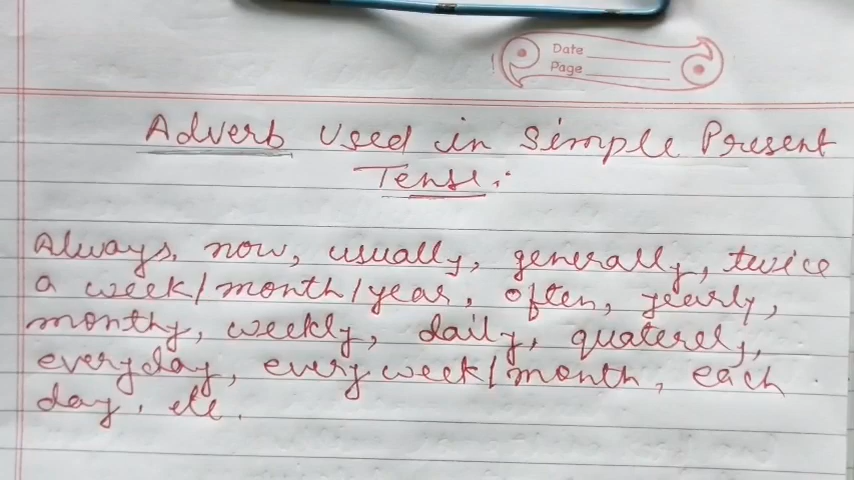 Date
Page
Adverb Used in Simple Present
Tense:
Always, now, usually, generally, twice
a week/month/year, often, yearly,
monthy, weekly, daily, quaterely,
everyday, every week/month, each
day, etc.